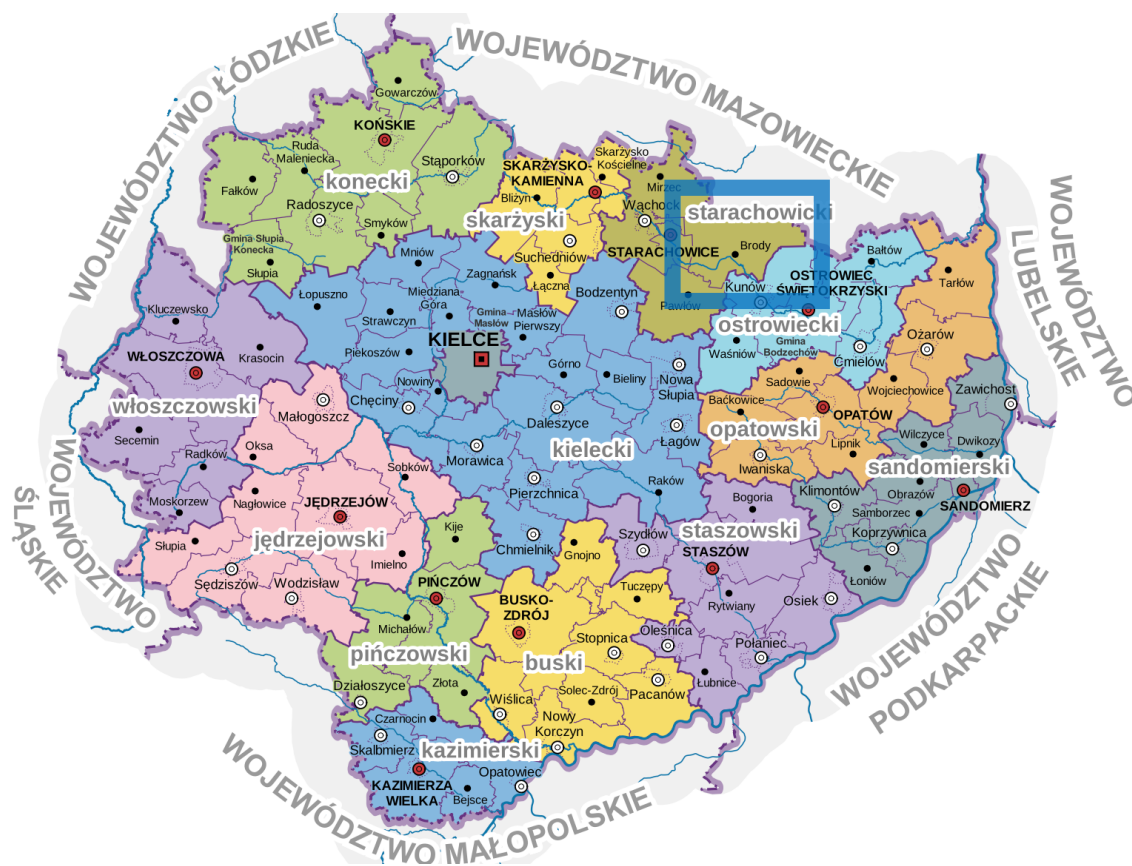 WOJEWÓDZTWO ŁÓDZKIE
WOJEWÓDZTWO MAZOWIECKIE
WOJEWÓDZTWO
LUBELSKIE
WOJEWÓDZTWO
PODKARPACKIE
WOJEWÓDZTWO MAŁOPOLSKIE
WOJEWÓDZTWO
ŚLĄSKIE
Gowarczów
KOŃSKIE
Ruda
Maleniecka
Stąporków
konecki
Fałków
Radoszyce
Smyków
Gmina Słupia
Konecka
Słupia
SKARŻYSKO-
KAMIENNA
Skarżysko
Kościelne
Bliżyn
skarżyski
Suchedniów
Łączna
Mirzec
Wąchock
starachowicki
STARACHOWICE
Brody
Pawłów
Kunów
OSTROWIEC
ŚWIĘTOKRZYSKI
Bałtów
ostrowiecki
Waśniów
Gmina
Bodzechów
Ćmielów
Tarłów
Ożarów
Sadowie
Wojciechowice
Baćkowice
OPATÓW
opatowski
Lipnik
Iwaniska
Zawichost
Wilczyce
Dwikozy
sandomierski
Klimontów
Obrazów
SANDOMIERZ
Samborzec
Koprzywnica
Łoniów
Mniów
Zagnańsk
Łopuszno
Miedziana
Góra
Bodzentyn
Strawczyn
Gmina
Masłów
Masłów
Pierwszy
KIELCE
Piekoszów
Górno
Bieliny
Nowa
Słupia
Nowiny
Chęciny
Daleszyce
Łagów
kielecki
Morawica
Pierzchnica
Raków
Chmielnik
Kluczewsko
WŁOSZCZOWA
Krasocin
włoszczowski
Secemin
Radków
Moskorzew
Małogoszcz
Oksa
Sobków
Nagłowice
JĘDRZEJÓW
jędrzejowski
Słupia
Imielno
Sędziszów
Wodzisław
Kije
PIŃCZÓW
Michałów
pińczowski
Działoszyce
Złota
Gnojno
BUSKO-
ZDRÓJ
Tuczępy
Stopnica
buski
Solec-Zdrój
Pacanów
Wiślica
Nowy
Korczyn
Bogoria
Szydłów
staszowski
STASZÓW
Rytwiany
Osiek
Oleśnica
Połaniec
Łubnice
Czarnocin
Skalbmierz
kazimierski
KAZIMIERZA
WIELKA
Opatowiec
Bejsce